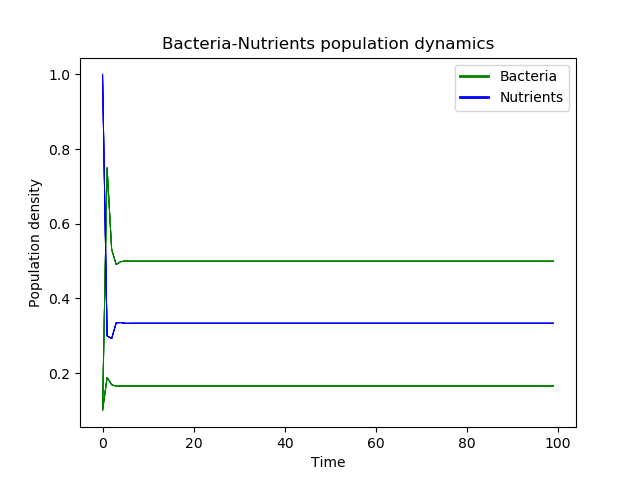 Bacteria-Nutrients population dynamics
Bacteria
Nutrients
1.0
0.8
0.6
0.4
0.2
Population density
0 20 40 60 80 100
Time